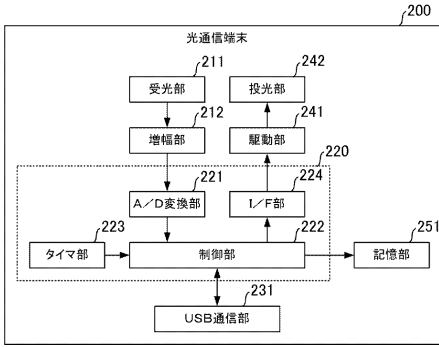 200
光通信端末
211
242
受光部
投光部
212
241
増幅部
駆動部
220
221
224
A/D変換部
I/F部
223
222
251
タイマ部
制御部
記憶部
231
USB通信部